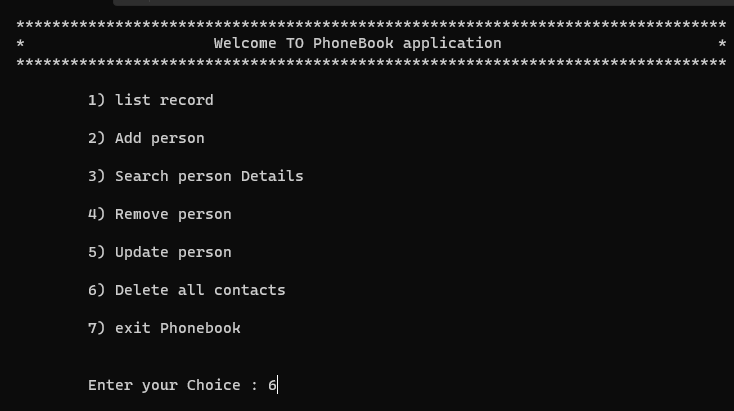 *******************************************************************************
* Welcome TO PhoneBook application *
*******************************************************************************
1) list record
2) Add person
3) Search person Details
4) Remove person
5) Update person
6) Delete all contacts
7) exit Phonebook
Enter your Choice : 6